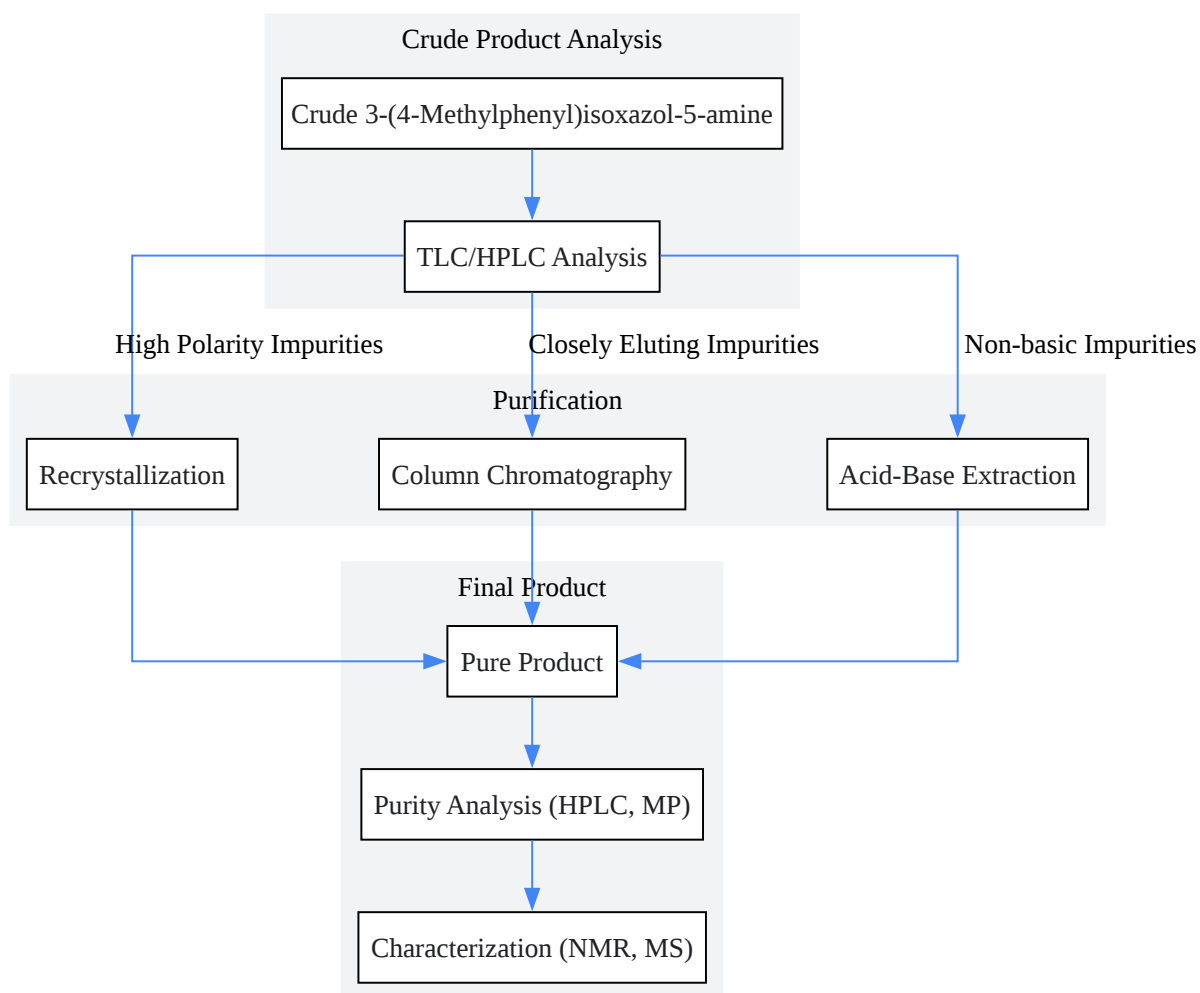 Crude Product Analysis
Crude 3-(4-Methylphenyl)isoxazol-5-amine
TLC/HPLC Analysis
High Polarity Impurities
Closely Eluting Impurities
Non-basic Impurities
Purification
Recrystallization
Column Chromatography
Acid-Base Extraction
Final Product
Pure Product
Purity Analysis (HPLC, MP)
Characterization (NMR, MS)